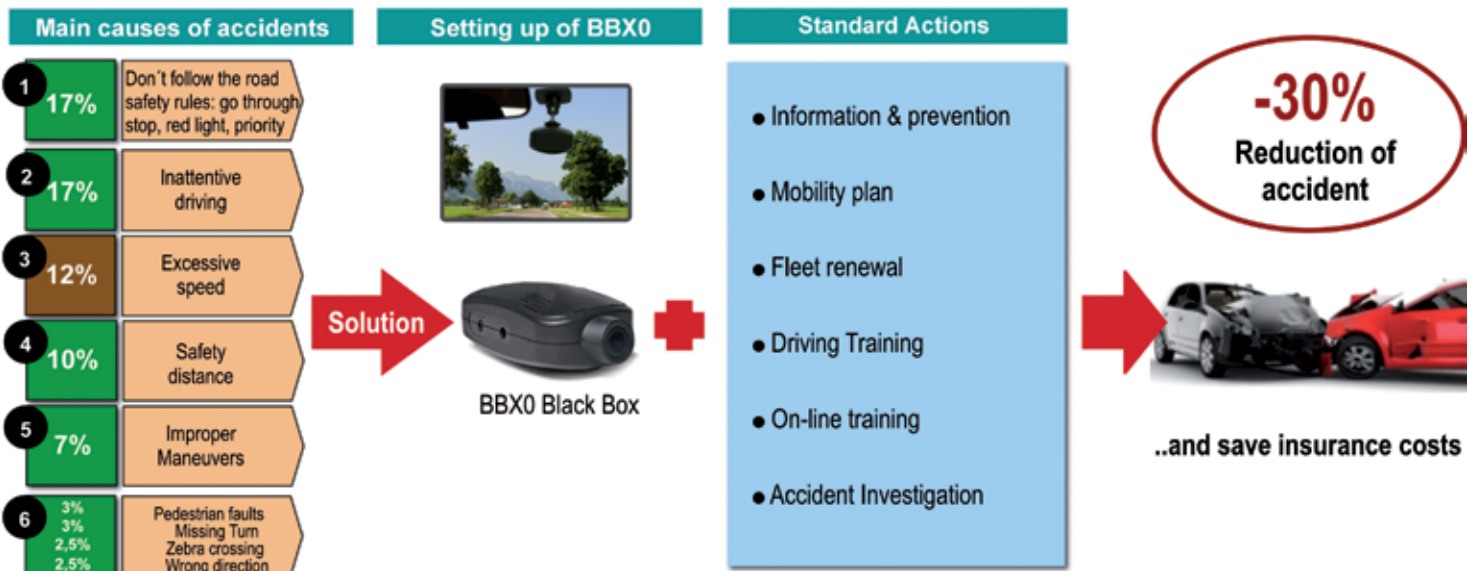 Main causes of accidents
1
17%
Don´t follow the road
safety rules: go through
stop, red light, priority
2
17%
Inattentive
driving
3
12%
Excessive
speed
4
10%
Safety
distance
5
7%
Improper
Maneuvers
6
3%
3%
2,5%
2,5%
Pedestrian faults
Missing Turn
Zebra crossing
Wrong direction
Solution
Setting up of BBX0
BBX0 Black Box
Standard Actions
● Information & prevention
● Mobility plan
● Fleet renewal
● Driving Training
● On-line training
● Accident Investigation
-30%
Reduction of
accident
..and save insurance costs